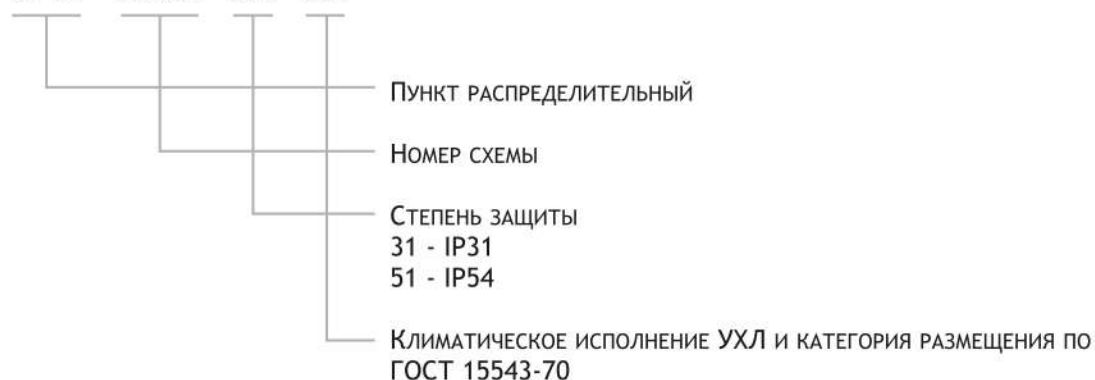 Пункт распределительный
Номер схемы
Степень защиты
31 - IP31
51 - IP54
Климатическое исполнение УХЛ и категория размещения по
ГОСТ 15543-70